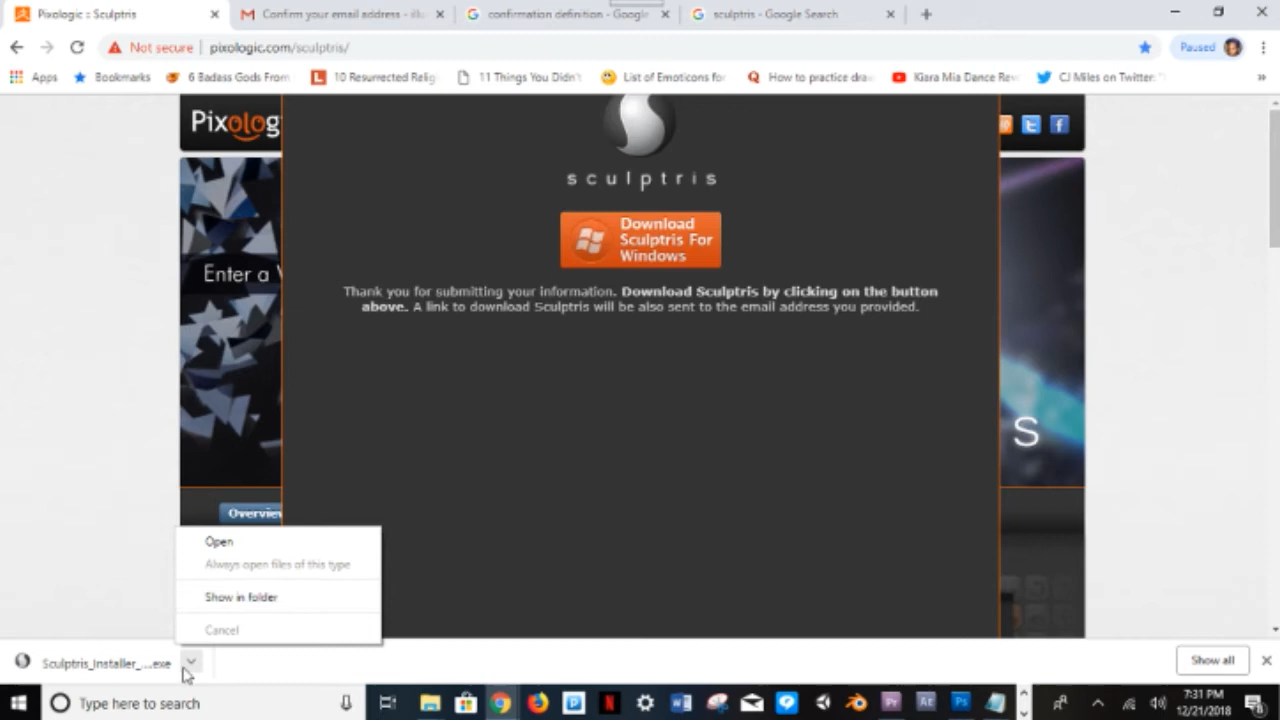 Pixologic :: Sculptris
Confirm your email address - illu
confirmation definition - Google
sculptris - Google Search
Not secure | pixologic.com/sculptris/
Paused
Apps
Bookmarks
6 Badass Gods From
10 Resurrected Relig
11 Things You Didn't
List of Emoticons for
How to practice draw
Kiara Mia Dance Rev
CJ Miles on Twitter: "
Pixolog
sculptris
Download
Sculptris For
Windows
Enter a
Thank you for submitting your information. Download Sculptris by clicking on the button
above. A link to download Sculptris will be also sent to the email address you provided.
S
Overview
Open
Always open files of this type
Show in folder
Cancel
Sculptris_Installer_....exe
Show all
Type here to search
7:31 PM
12/21/2018